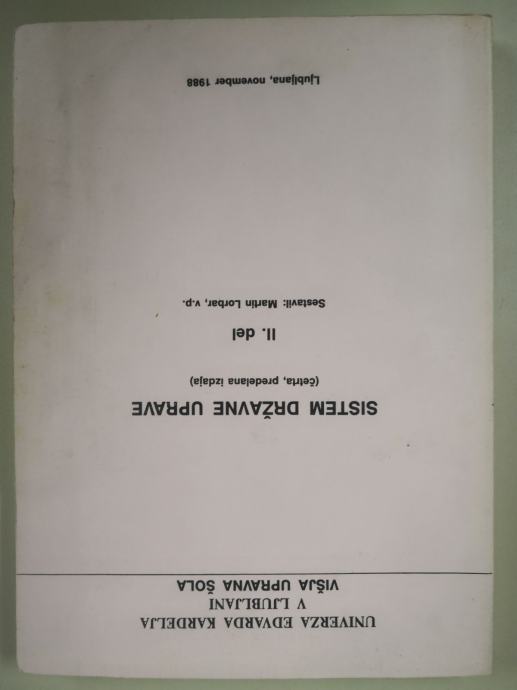 UNIVERZA EDVARDA KARDELJA
V LJUBLJANI
VIŠJA UPRAVNA ŠOLA
SISTEM DRŽAVNE UPRAVE
(četrta, predelana izdaja)
II. del
Sestavil: Martin Lorbar, v.p.
Ljubljana, november 1988